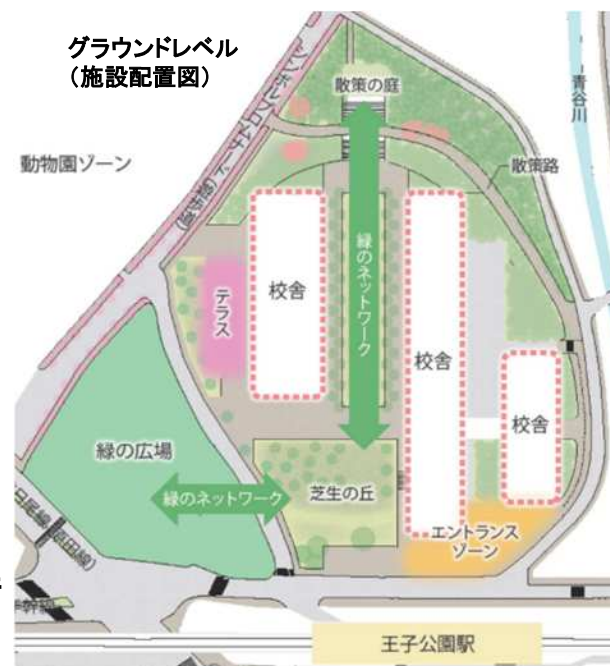 グラウンドレベル
(施設配置図)
散策の庭
青谷川
動物園ゾーン
散策路
緑のネットワーク
校舎
テラス
校舎
校舎
緑の広場
緑のネットワーク
芝生の丘
エントランス
ゾーン
王子公園駅